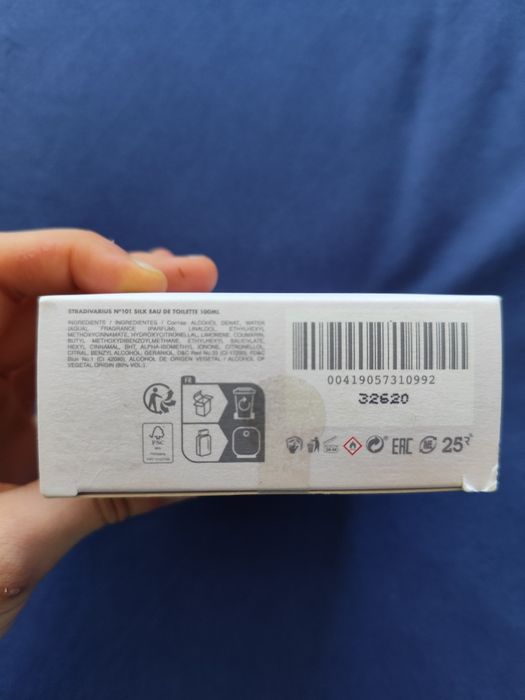 STRADIVARIUS Nº101 SILK EAU DE TOILETTE 100ML
INGREDIENTS / INGREDIENTES / Состав: ALCOHOL DENAT, WATER
(AQUA), FRAGRANCE (PARFUM), LINALOOL, ETHYLHEXYL
METHOXYCINNAMATE, HYDROXYCITRONELLAL, LIMONENE, COUMARIN,
BUTYL METHOXYDIBENZOYLMETHANE, ETHYLHEXYL SALICYLATE,
HEXYL CINNAMAL, BHT, ALPHA-ISOMETHYL IONONE, CITRONELLOL,
CITRAL, BENZYL ALCOHOL, GERANIOL, D&C Red No.33 (CI 17200), FD&C
Blue No.1 (CI 42090), ALCOHOL DE ORIGEN VEGETAL / ALCOHOL OF
VEGETAL ORIGIN (80% VOL.)
00419057310992
32620
FR
FSC
36 M
EAC
25